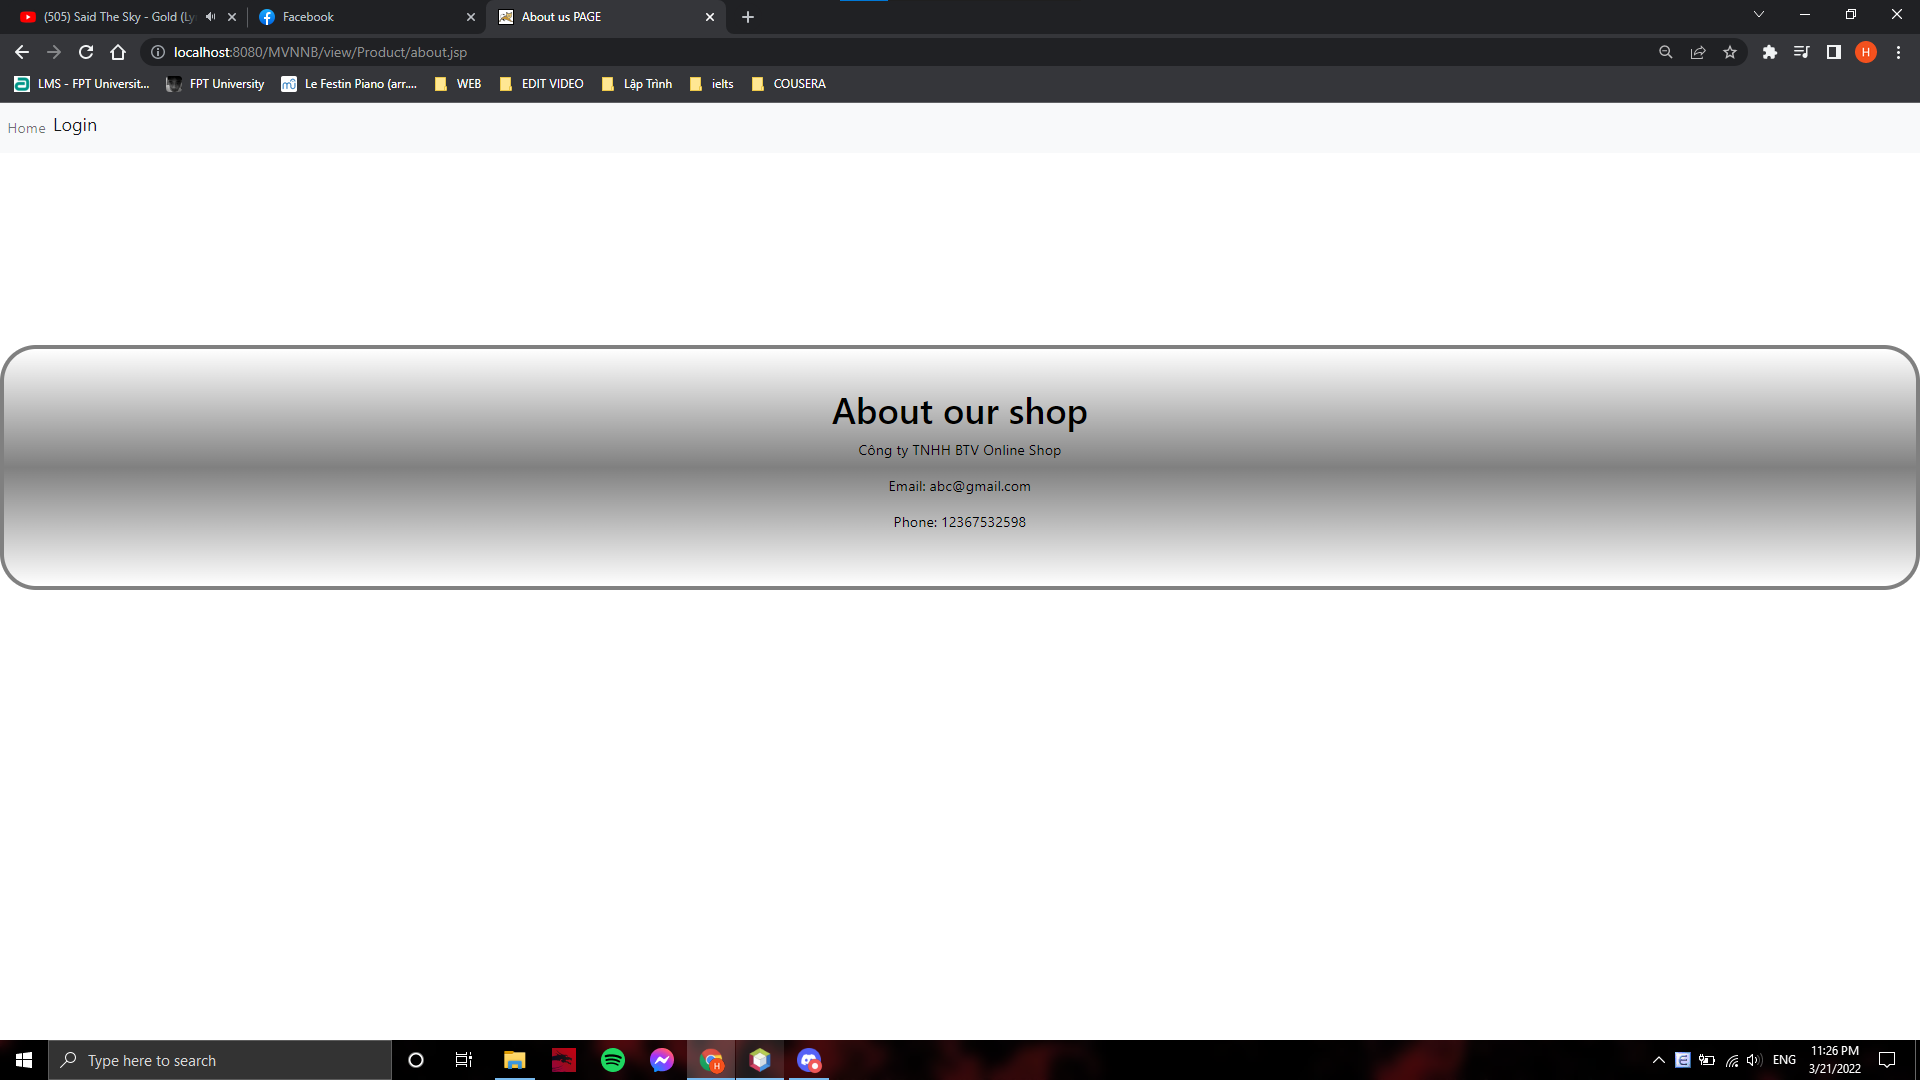 (505) Said The Sky - Gold (Ly
Facebook
About us PAGE
localhost:8080/MVNNB/view/Product/about.jsp
H
LMS - FPT Universit...
FPT University
Le Festin Piano (arr....
WEB
EDIT VIDEO
Lập Trình
ielts
COUSERA
Home
Login
About our shop
Công ty TNHH BTV Online Shop
Email: abc@gmail.com
Phone: 12367532598
Type here to search
H
E
ENG
11:26 PM
3/21/2022